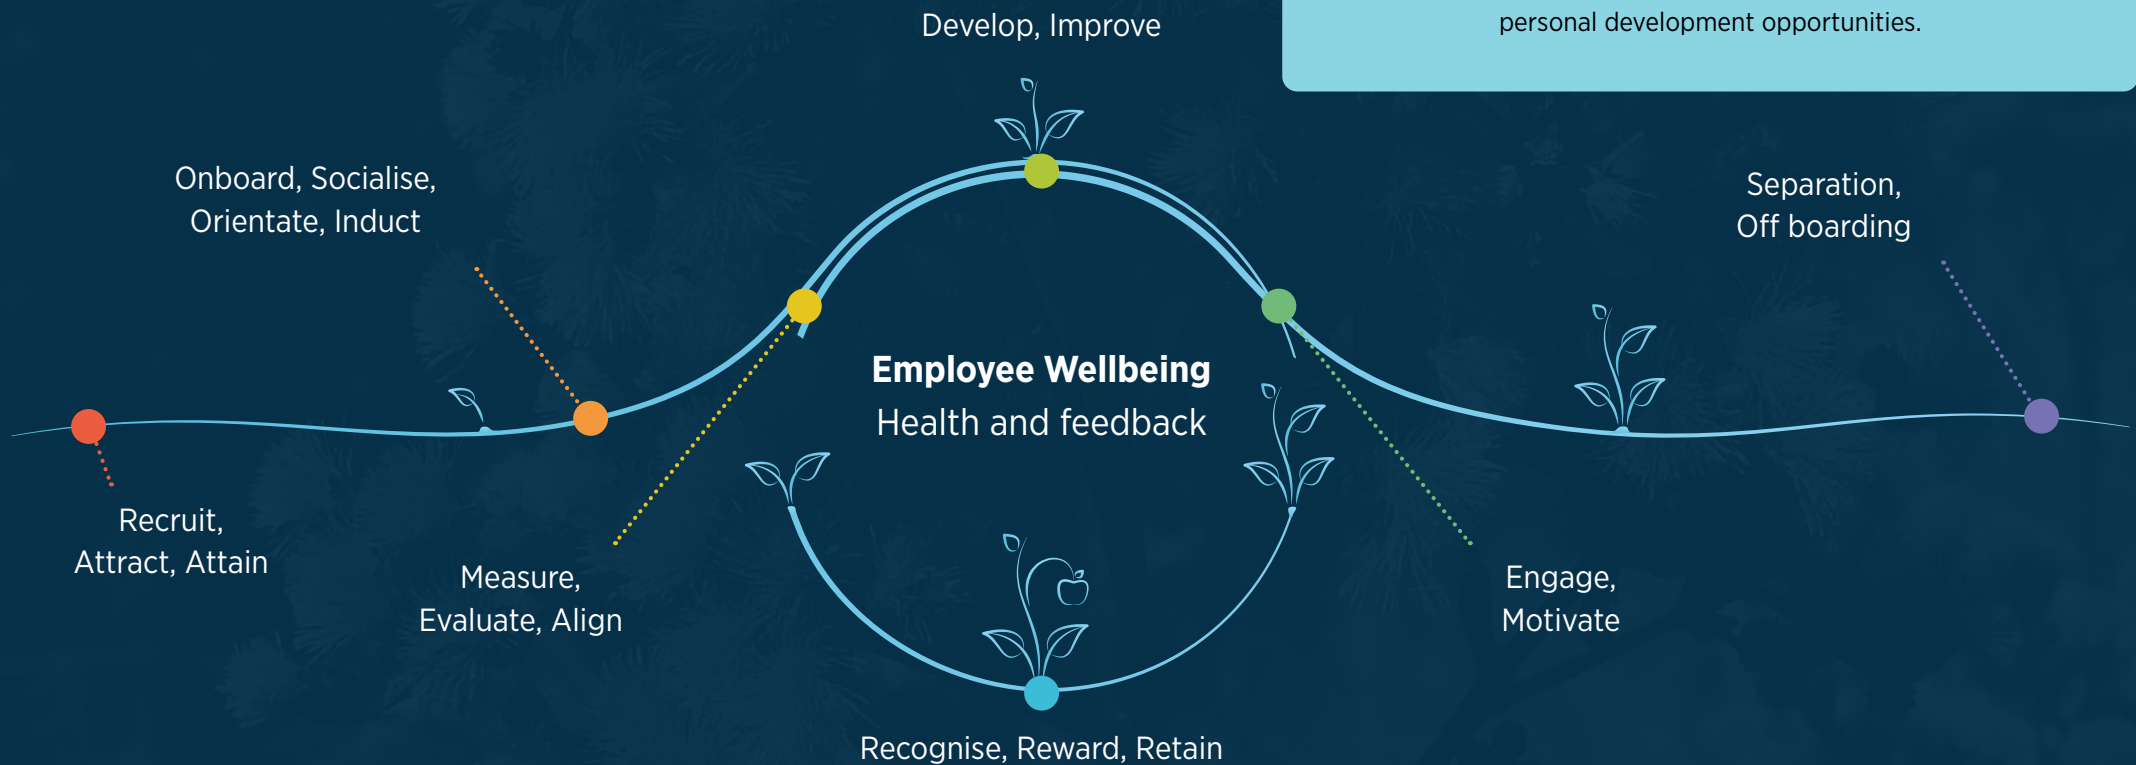 Develop, Improve
personal development opportunities.
Onboard, Socialise,
Orientate, Induct
Separation,
Off boarding
Employee Wellbeing
Health and feedback
Recruit,
Attract, Attain
Measure,
Evaluate, Align
Engage,
Motivate
Recognise, Reward, Retain